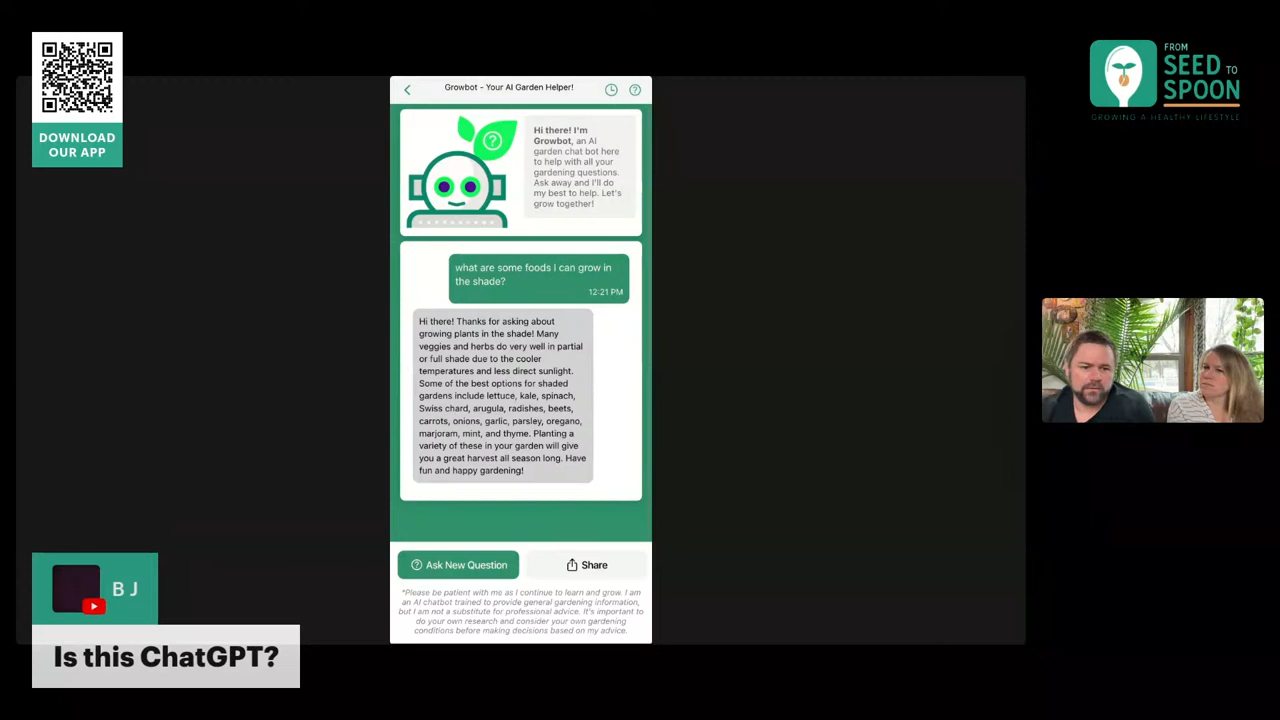 DOWNLOAD
OUR APP
FROM
SEED TO
SPOON
GROWING A HEALTHY LIFESTYLE
Growbot - Your AI Garden Helper!
Hi there! I'm
Growbot, an AI
garden chat bot here
to help with all your
gardening questions.
Ask away and I'll do
my best to help. Let's
grow together!
what are some foods I can grow in
the shade?
12:21 PM
Hi there! Thanks for asking about
growing plants in the shade! Many
veggies and herbs do very well in partial
or full shade due to the cooler
temperatures and less direct sunlight.
Some of the best options for shaded
gardens include lettuce, kale, spinach,
Swiss chard, arugula, radishes, beets,
carrots, onions, garlic, parsley, oregano,
marjoram, mint, and thyme. Planting a
variety of these in your garden will give
you a great harvest all season long. Have
fun and happy gardening!
Ask New Question
Share
*Please be patient with me as I continue to learn and grow. I am
an AI chatbot trained to provide general gardening information,
but I am not a substitute for professional advice. It's important to
do your own research and consider your own gardening
conditions before making decisions based on my advice.
B J
Is this ChatGPT?